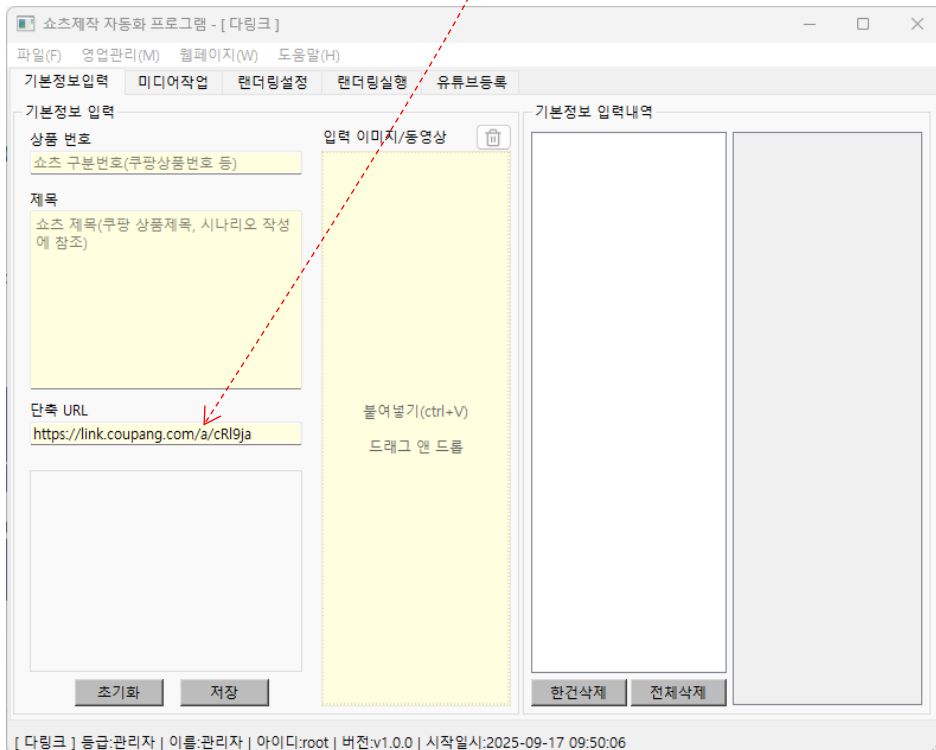 쇼츠제작 자동화 프로그램 - [ 다링크 ]
파일(F) 영업관리(M) 웹페이지(W) 도움말(H)
기본정보입력 미디어작업 랜더링설정 랜더링실행 유튜브등록
기본정보 입력
상품 번호
쇼츠 구분번호(쿠팡상품번호 등)
제목
쇼츠 제목(쿠팡 상품제목, 시나리오 작성
에 참조)
단축 URL
https://link.coupang.com/a/cRl9ja
초기화 저장
입력 이미지/동영상
붙여넣기(ctrl+V)
드래그 앤 드롭
기본정보 입력내역
한건삭제 전체삭제
[ 다링크 ] 등급:관리자 | 이름:관리자 | 아이디:root | 버전:v1.0.0 | 시작일시:2025-09-17 09:50:06